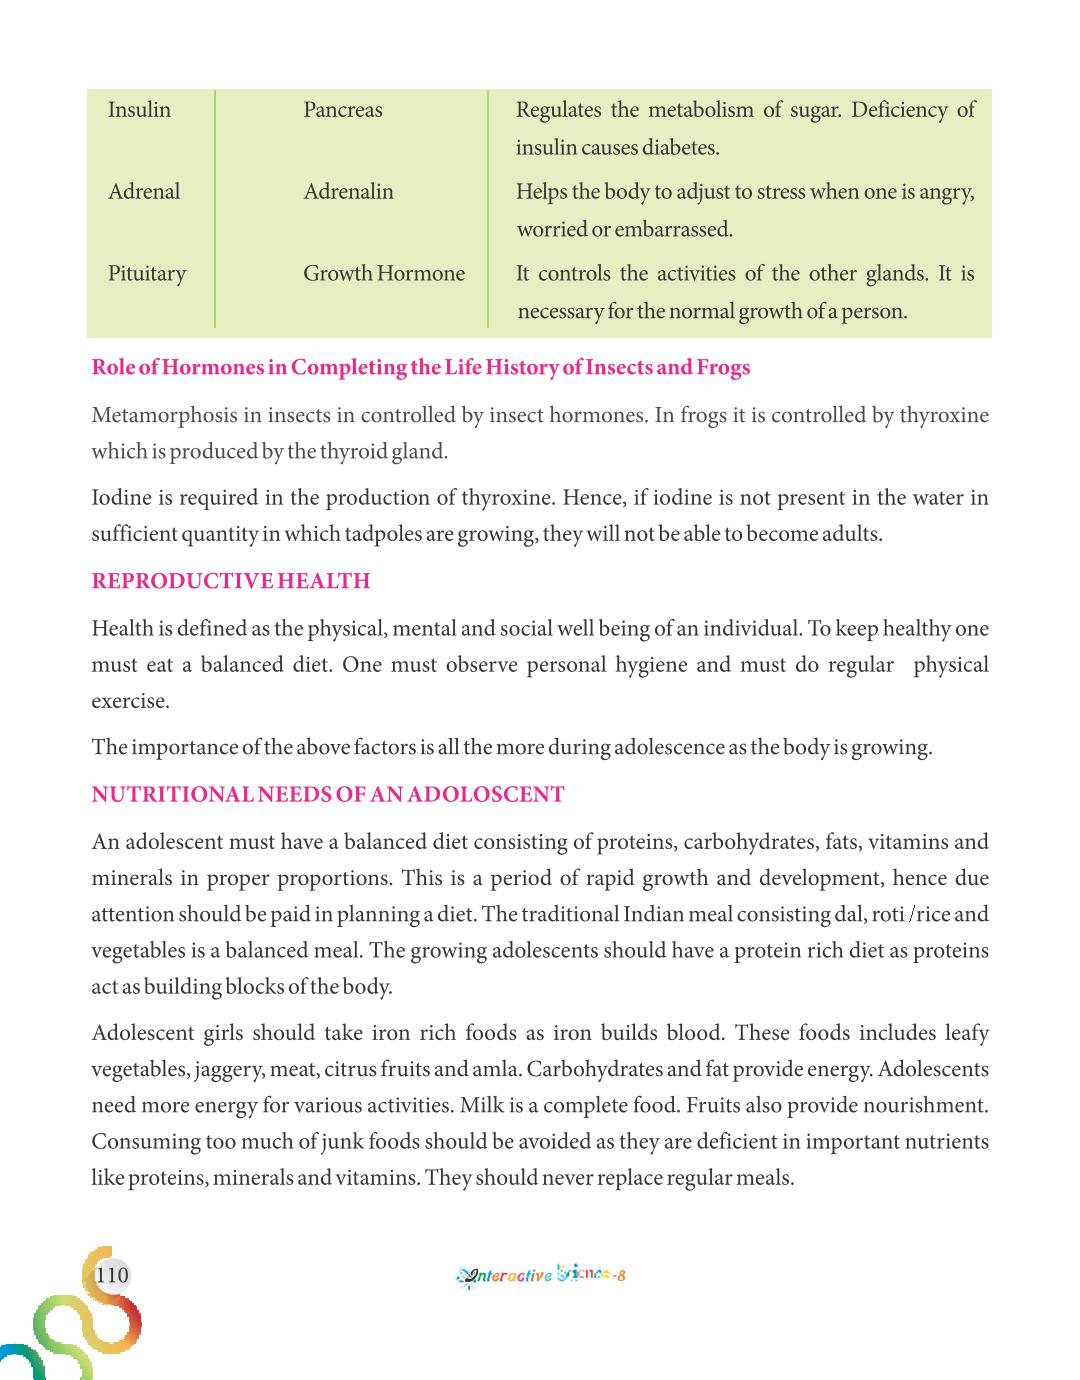 Insulin Pancreas Regulates the metabolism of sugar. Deficiency of
insulin causes diabetes.
Adrenal Adrenalin Helps the body to adjust to stress when one is angry,
worried or embarrassed.
Pituitary Growth Hormone It controls the activities of the other glands. It is
necessary for the normal growth of a person.
Role of Hormones in Completing the Life History of Insects and Frogs
Metamorphosis in insects in controlled by insect hormones. In frogs it is controlled by thyroxine
which is produced by the thyroid gland.
Iodine is required in the production of thyroxine. Hence, if iodine is not present in the water in
sufficient quantity in which tadpoles are growing, they will not be able to become adults.
REPRODUCTIVE HEALTH
Health is defined as the physical, mental and social well being of an individual. To keep healthy one
must eat a balanced diet. One must observe personal hygiene and must do regular physical
exercise.
The importance of the above factors is all the more during adolescence as the body is growing.
NUTRITIONAL NEEDS OF AN ADOLOSCENT
An adolescent must have a balanced diet consisting of proteins, carbohydrates, fats, vitamins and
minerals in proper proportions. This is a period of rapid growth and development, hence due
attention should be paid in planning a diet. The traditional Indian meal consisting dal, roti /rice and
vegetables is a balanced meal. The growing adolescents should have a protein rich diet as proteins
act as building blocks of the body.
Adolescent girls should take iron rich foods as iron builds blood. These foods includes leafy
vegetables, jaggery, meat, citrus fruits and amla. Carbohydrates and fat provide energy. Adolescents
need more energy for various activities. Milk is a complete food. Fruits also provide nourishment.
Consuming too much of junk foods should be avoided as they are deficient in important nutrients
like proteins, minerals and vitamins. They should never replace regular meals.
110
Interactive Science-8